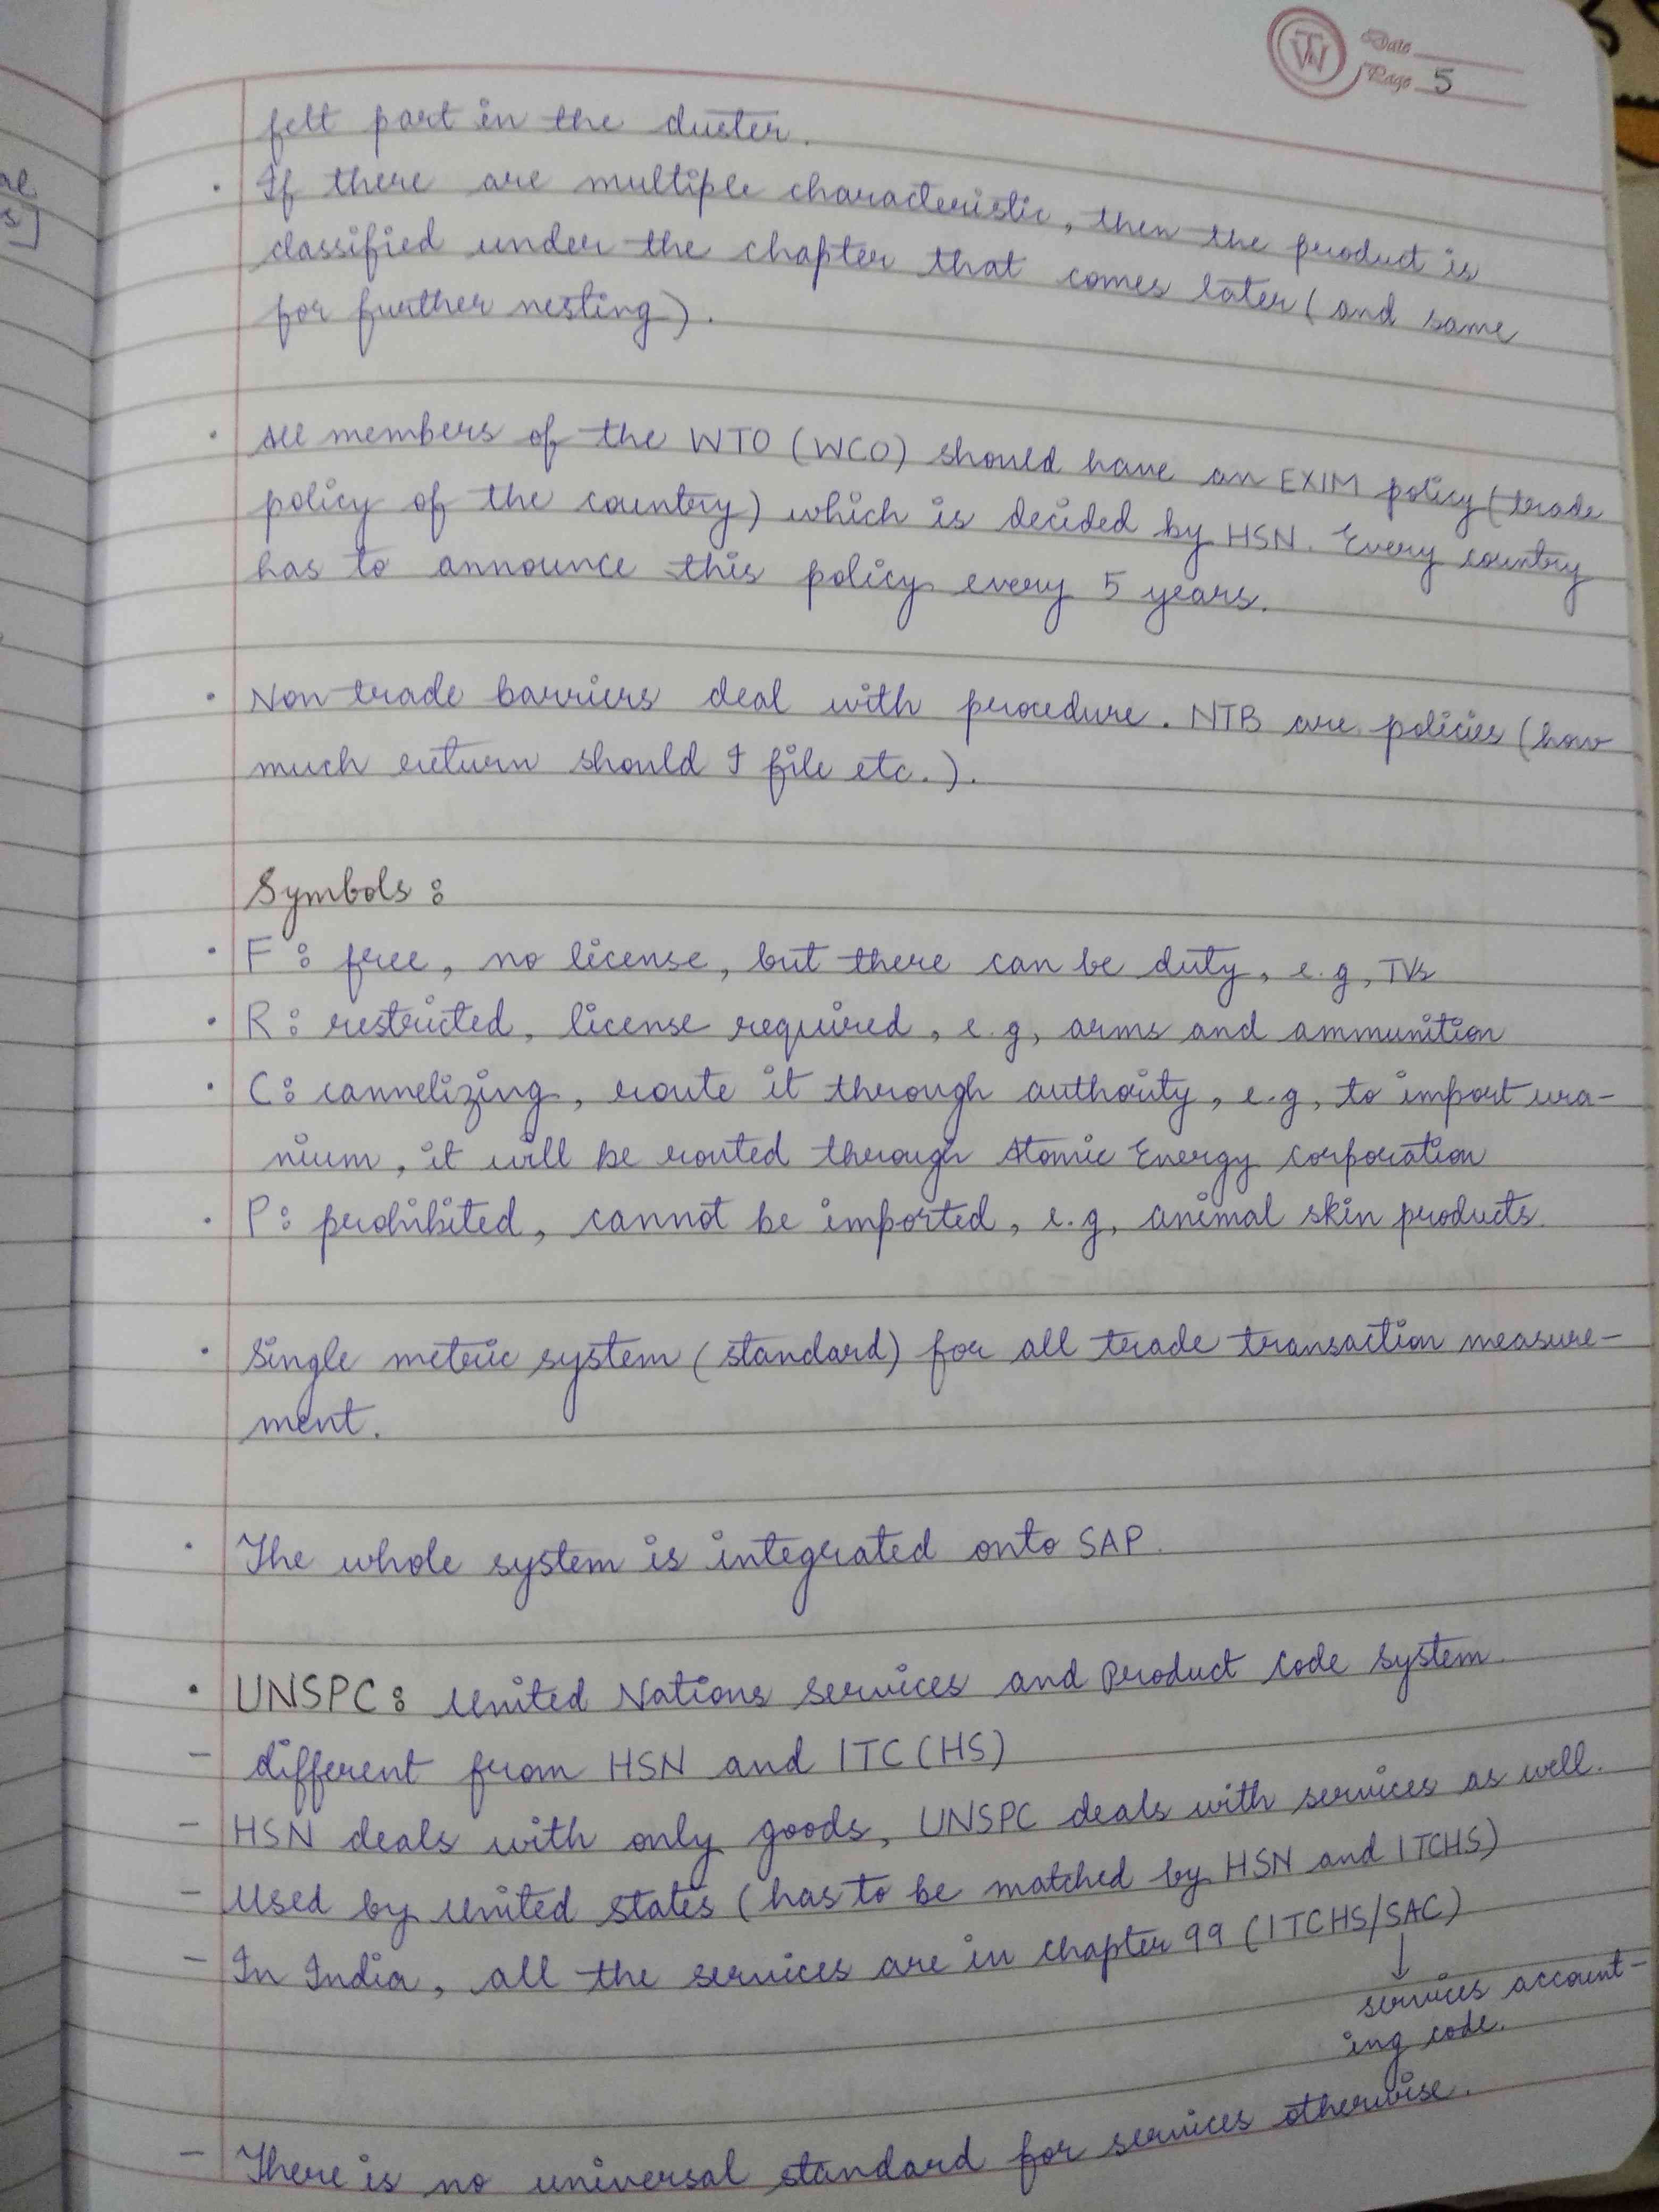 Date
Page 5
al
s]
felt part in the duster.
· If there are multiple characteristic, then the product is
classified under the chapter that comes later (and same
for further nesting).
· All members of the WTO (WCO) should have an EXIM policy (trade
policy of the country) which is decided by HSN. Every country
has to announce this policy every 5 years.
· Non trade barriers deal with procedure. NTB are policies (how
much return should I file etc.).
Symbols:
· F: free, no license, but there can be duty, e.g, TVs
· R: restricted, license required, e.g, arms and ammunition
· C: cannelizing, route it through authority, e.g, to import ura-
nium, it will be routed through Atomic Energy Corporation
· P: prohibited, cannot be imported, e.g, animal skin products.
· Single metric system (standard) for all trade transaction measure-
ment.
· The whole system is integrated onto SAP.
· UNSPC: United Nations Services and Product Code System
- different from HSN and ITC (HS)
- HSN deals with only goods, UNSPC deals with services as well.
- Used by United States (has to be matched by HSN and ITCHS)
- In India, all the services are in chapter 99 (ITCHS/SAC)
↓
services account-
ing code.
- There is no universal standard for services otherwise.